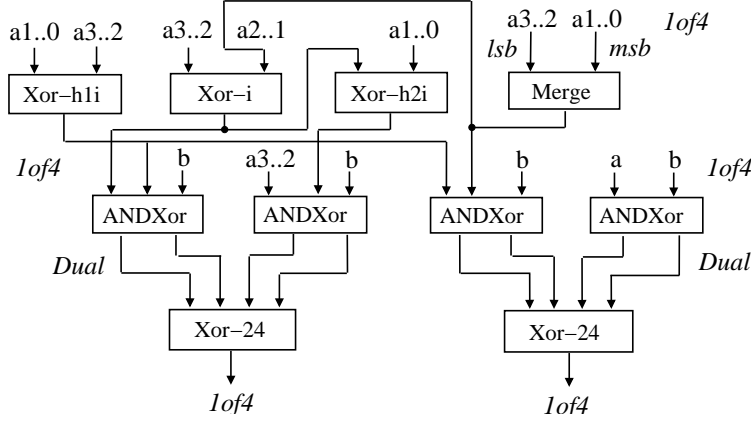 a3..2 a2..1 a3..2 a1..0 1of4
a1..0 a3..2 a1..0 lsb msb
Xor−h1i Xor−i Xor−h2i Merge
1of4 b a3..2 b b a b 1of4
ANDXor ANDXor ANDXor ANDXor
Dual Dual
Xor−24 Xor−24
1of4 1of4